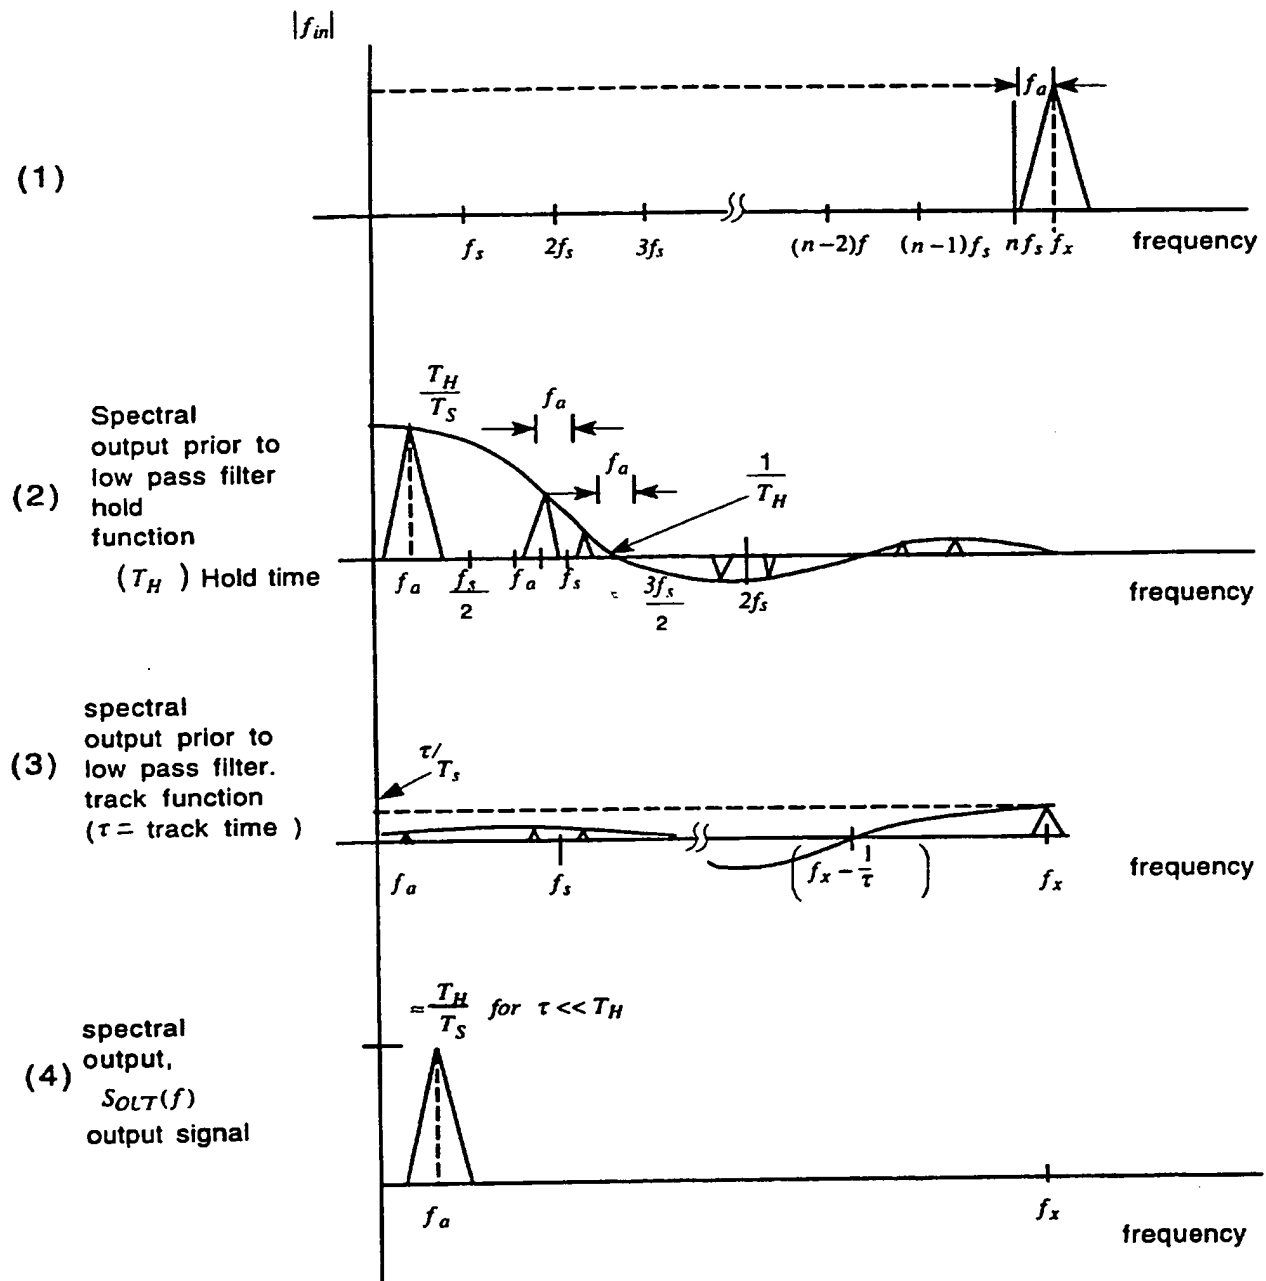 |f_in|
f_a
(1)
f_s 2f_s 3f_s (n-2)f (n-1)f_s nf_s f_x frequency
T_H/T_S
f_a
Spectral
output prior to
low pass filter
hold
function
(T_H ) Hold time
(2)
f_a
1/T_H
f_a f_s/2 f_a f_s 3f_s/2 2f_s frequency
spectral
output prior to
low pass filter.
track function
(τ = track time )
(3)
τ/T_s
f_a f_s (f_x - 1/τ ) f_x frequency
≈ T_H/T_S for τ << T_H
spectral
output,
S_OLT(f)
output signal
(4)
f_a f_x frequency